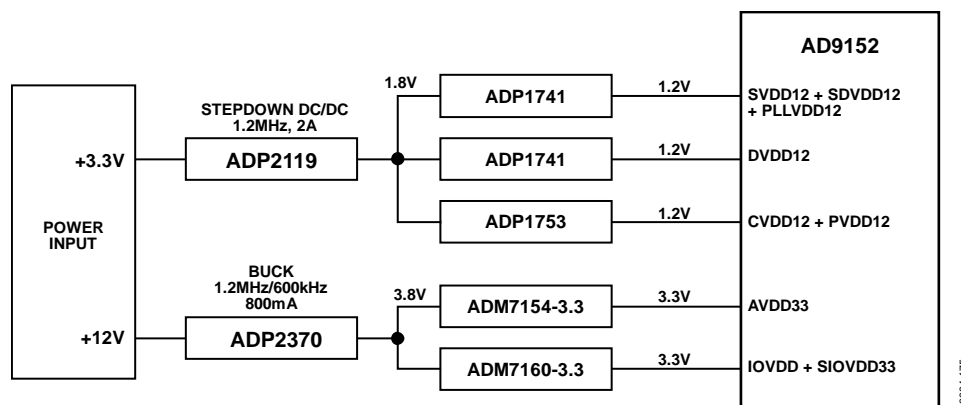 AD9152
POWER
INPUT
+3.3V
+12V
STEPDOWN DC/DC
1.2MHz, 2A
ADP2119
1.8V
ADP1741
1.2V
SVDD12 + SDVDD12
+ PLLVDD12
ADP1741
1.2V
DVDD12
ADP1753
1.2V
CVDD12 + PVDD12
BUCK
1.2MHz/600kHz
800mA
ADP2370
3.8V
ADM7154-3.3
3.3V
AVDD33
ADM7160-3.3
3.3V
IOVDD + SIOVDD33